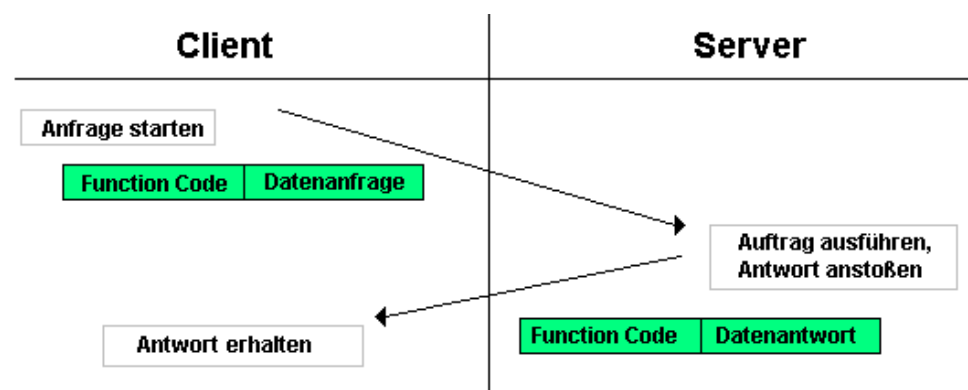 Client
Server
Anfrage starten
Function Code Datenanfrage
Auftrag ausführen,
Antwort anstoßen
Function Code Datenantwort
Antwort erhalten